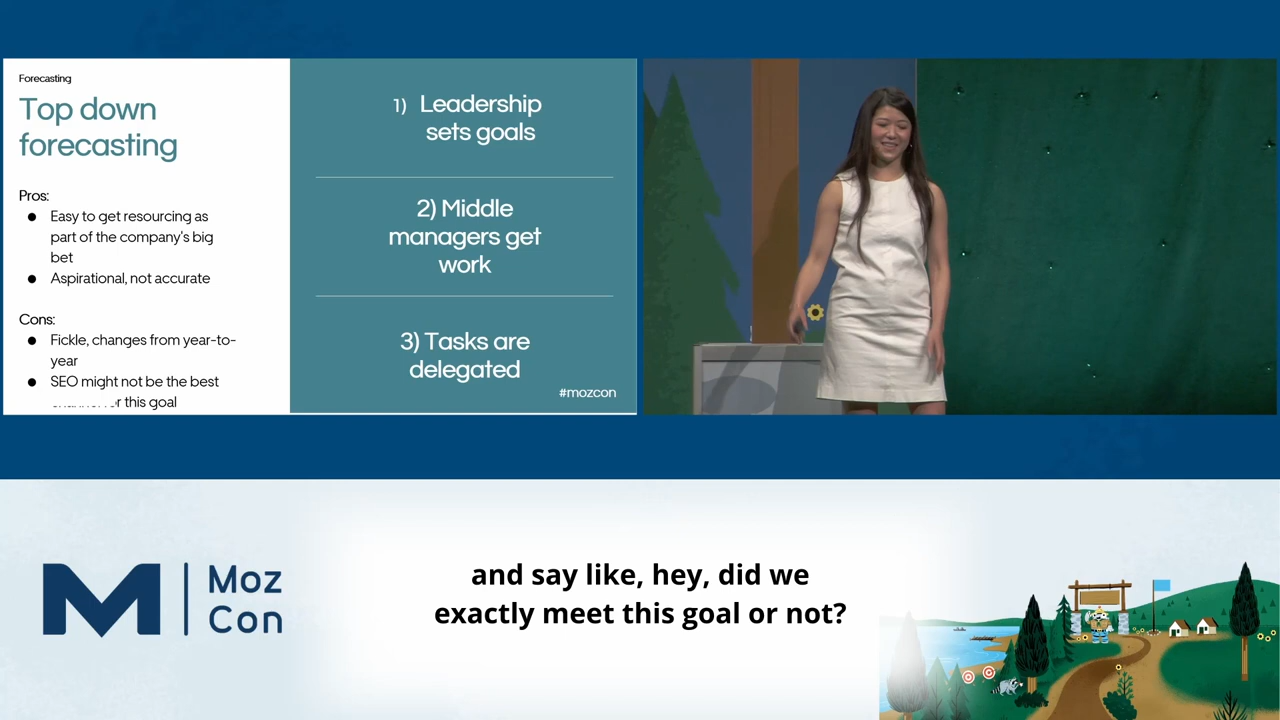 Forecasting
Top down
forecasting
Pros:
● Easy to get resourcing as
part of the company's big
bet
● Aspirational, not accurate
Cons:
● Fickle, changes from year-to-
year
● SEO might not be the best
r this goal
1) Leadership
sets goals
2) Middle
managers get
work
3) Tasks are
delegated
#mozcon
Moz
Con
and say like, hey, did we
exactly meet this goal or not?